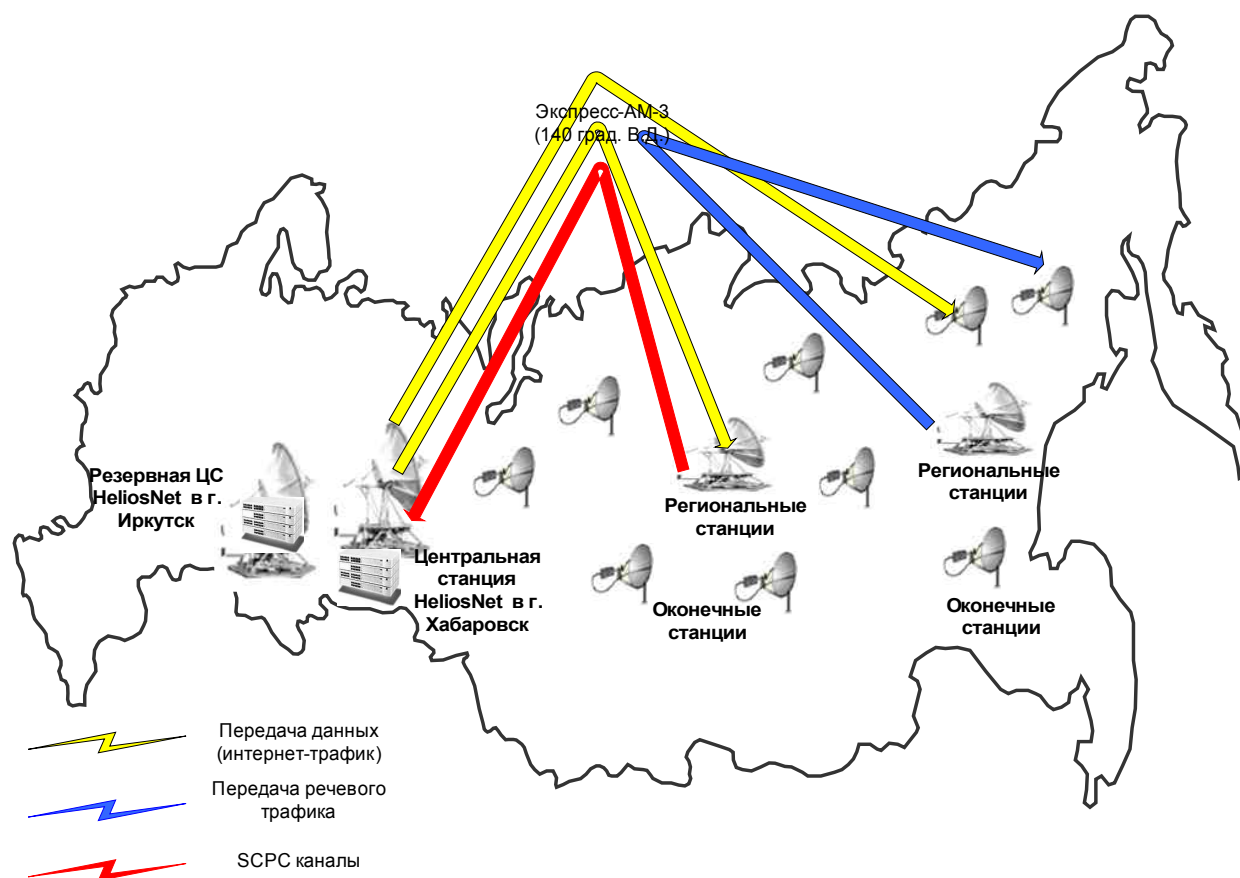 Экспресс-АМ-3
(140 град. В.Д.)
Резервная ЦС
HeliosNet в г.
Иркутск
Центральная
станция
HeliosNet в г.
Хабаровск
Региональные
станции
Региональные
станции
Оконечные
станции
Оконечные
станции
Передача данных
(интернет-трафик)
Передача речевого
трафика
SCPC каналы